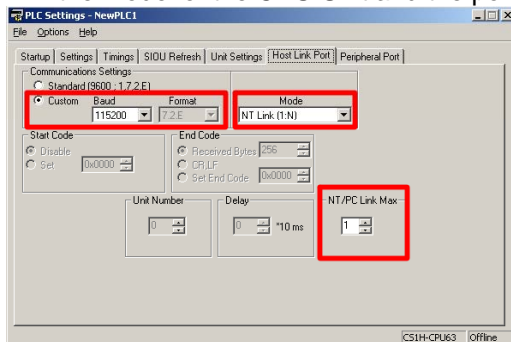 PLC Settings - NewPLC1
File Options Help
Startup Settings Timings SIOU Refresh Unit Settings Host Link Port Peripheral Port
Communications Settings
Standard (9600 ; 1,7,2,E)
Custom Baud Format Mode
115200 7,2,E NT Link (1:N)
Start Code End Code
Disable Received Bytes 256
Set 0x0000 CR,LF
Set End Code 0x0000
Unit Number Delay NT/PC Link Max
0 0 *10 ms 1
CS1H-CPU63 Offline